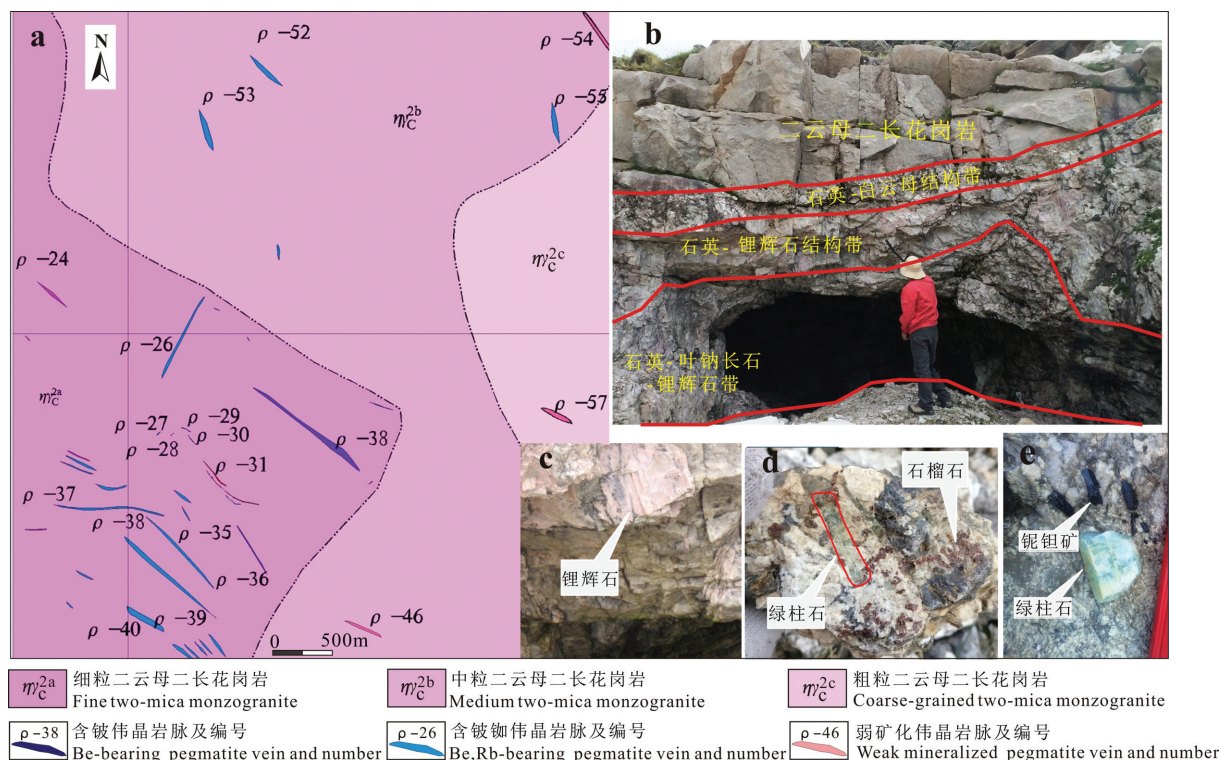 a
N
ρ -52
ρ -54
ρ -53
ρ -55
ηγC2b
ρ -24
ηγC2c
ρ -26
ηγC2a
ρ -57
ρ -27
ρ -29
ρ -30
ρ -28
ρ -38
ρ -31
ρ -37
ρ -38
ρ -35
ρ -36
ρ -39
ρ -40
ρ -46
0 500m
b
二云母二长花岗岩
石英-白云母结构带
石英-锂辉石结构带
石英-叶钠长石
-锂辉石带
c
锂辉石
d
石榴石
绿柱石
e
铌钽矿
绿柱石
ηγC2a
细粒二云母二长花岗岩
Fine two-mica monzogranite
ηγC2b
中粒二云母二长花岗岩
Medium two-mica monzogranite
ηγC2c
粗粒二云母二长花岗岩
Coarse-grained two-mica monzogranite
ρ-38
含铍伟晶岩脉及编号
Be-bearing pegmatite vein and number
ρ-26
含铍铷伟晶岩脉及编号
Be,Rb-bearing pegmatite vein and number
ρ-46
弱矿化伟晶岩脉及编号
Weak mineralized pegmatite vein and number